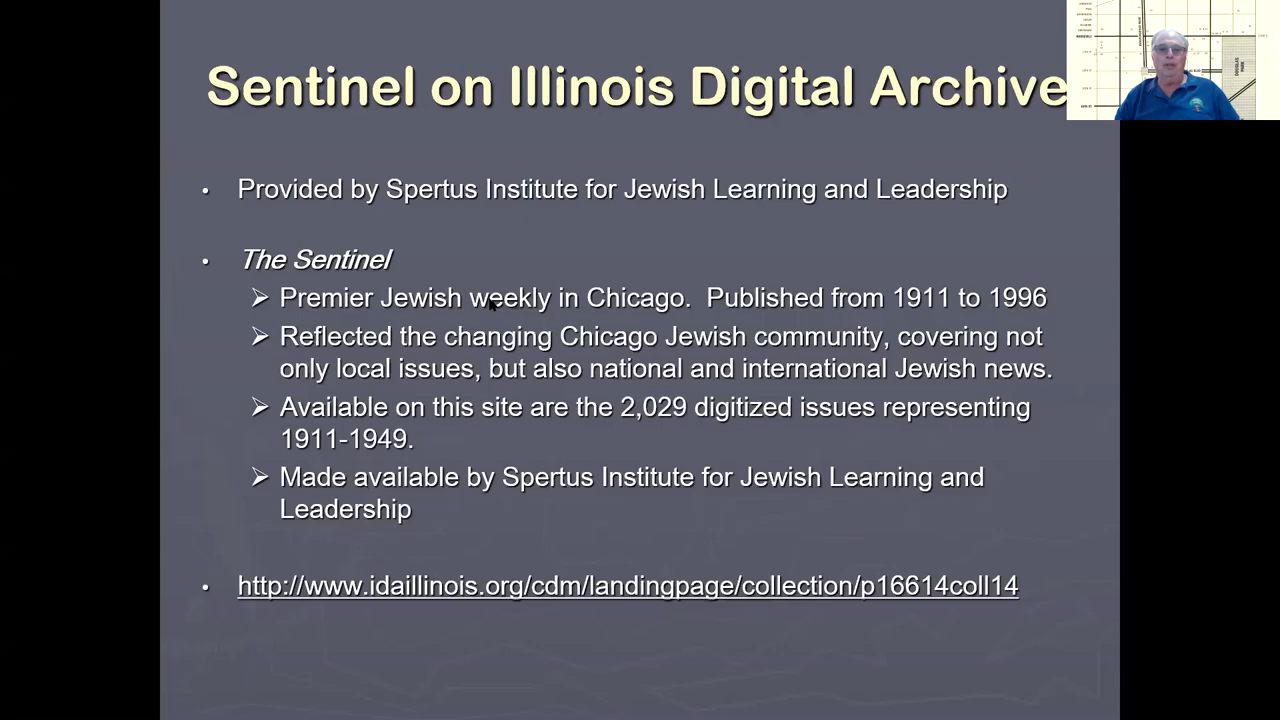 Sentinel on Illinois Digital Archive
• Provided by Spertus Institute for Jewish Learning and Leadership
• The Sentinel
➢ Premier Jewish weekly in Chicago.  Published from 1911 to 1996
➢ Reflected the changing Chicago Jewish community, covering not
only local issues, but also national and international Jewish news.
➢ Available on this site are the 2,029 digitized issues representing
1911-1949.
➢ Made available by Spertus Institute for Jewish Learning and
Leadership
• http://www.idaillinois.org/cdm/landingpage/collection/p16614coll14
DOUGLAS
PARK